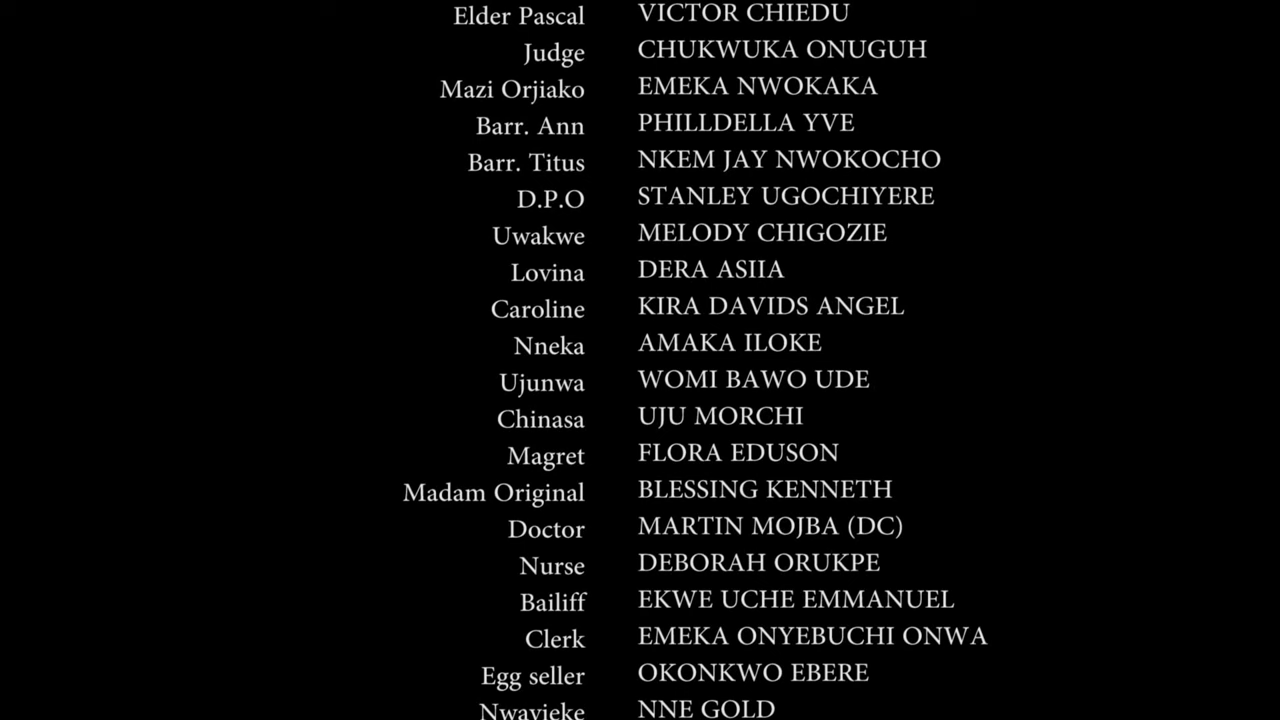 Elder Pascal VICTOR CHIEDU
Judge CHUKWUKA ONUGUH
Mazi Orjiako EMEKA NWOKAKA
Barr. Ann PHILLDELLA YVE
Barr. Titus NKEM JAY NWOKOCHO
D.P.O STANLEY UGOCHIYERE
Uwakwe MELODY CHIGOZIE
Lovina DERA ASIIA
Caroline KIRA DAVIDS ANGEL
Nneka AMAKA ILOKE
Ujunwa WOMI BAWO UDE
Chinasa UJU MORCHI
Magret FLORA EDUSON
Madam Original BLESSING KENNETH
Doctor MARTIN MOJBA (DC)
Nurse DEBORAH ORUKPE
Bailiff EKWE UCHE EMMANUEL
Clerk EMEKA ONYEBUCHI ONWA
Egg seller OKONKWO EBERE
Nwayieke NNE GOLD